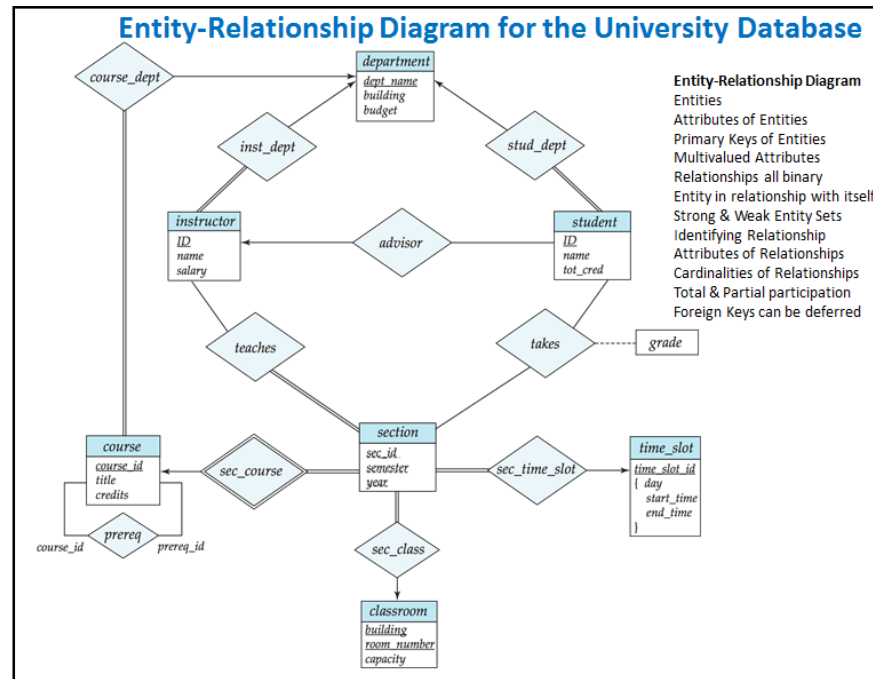 Entity-Relationship Diagram for the University Database
course_dept
department
dept_name
building
budget
inst_dept
stud_dept
instructor
ID
name
salary
advisor
student
ID
name
tot_cred
teaches
takes
grade
course
course_id
title
credits
prereq
course_id
prereq_id
sec_course
section
sec_id
semester
year
sec_time_slot
time_slot
time_slot_id
{ day
start_time
end_time
}
sec_class
classroom
building
room_number
capacity
Entity-Relationship Diagram
Entities
Attributes of Entities
Primary Keys of Entities
Multivalued Attributes
Relationships all binary
Entity in relationship with itself
Strong & Weak Entity Sets
Identifying Relationship
Attributes of Relationships
Cardinalities of Relationships
Total & Partial participation
Foreign Keys can be deferred